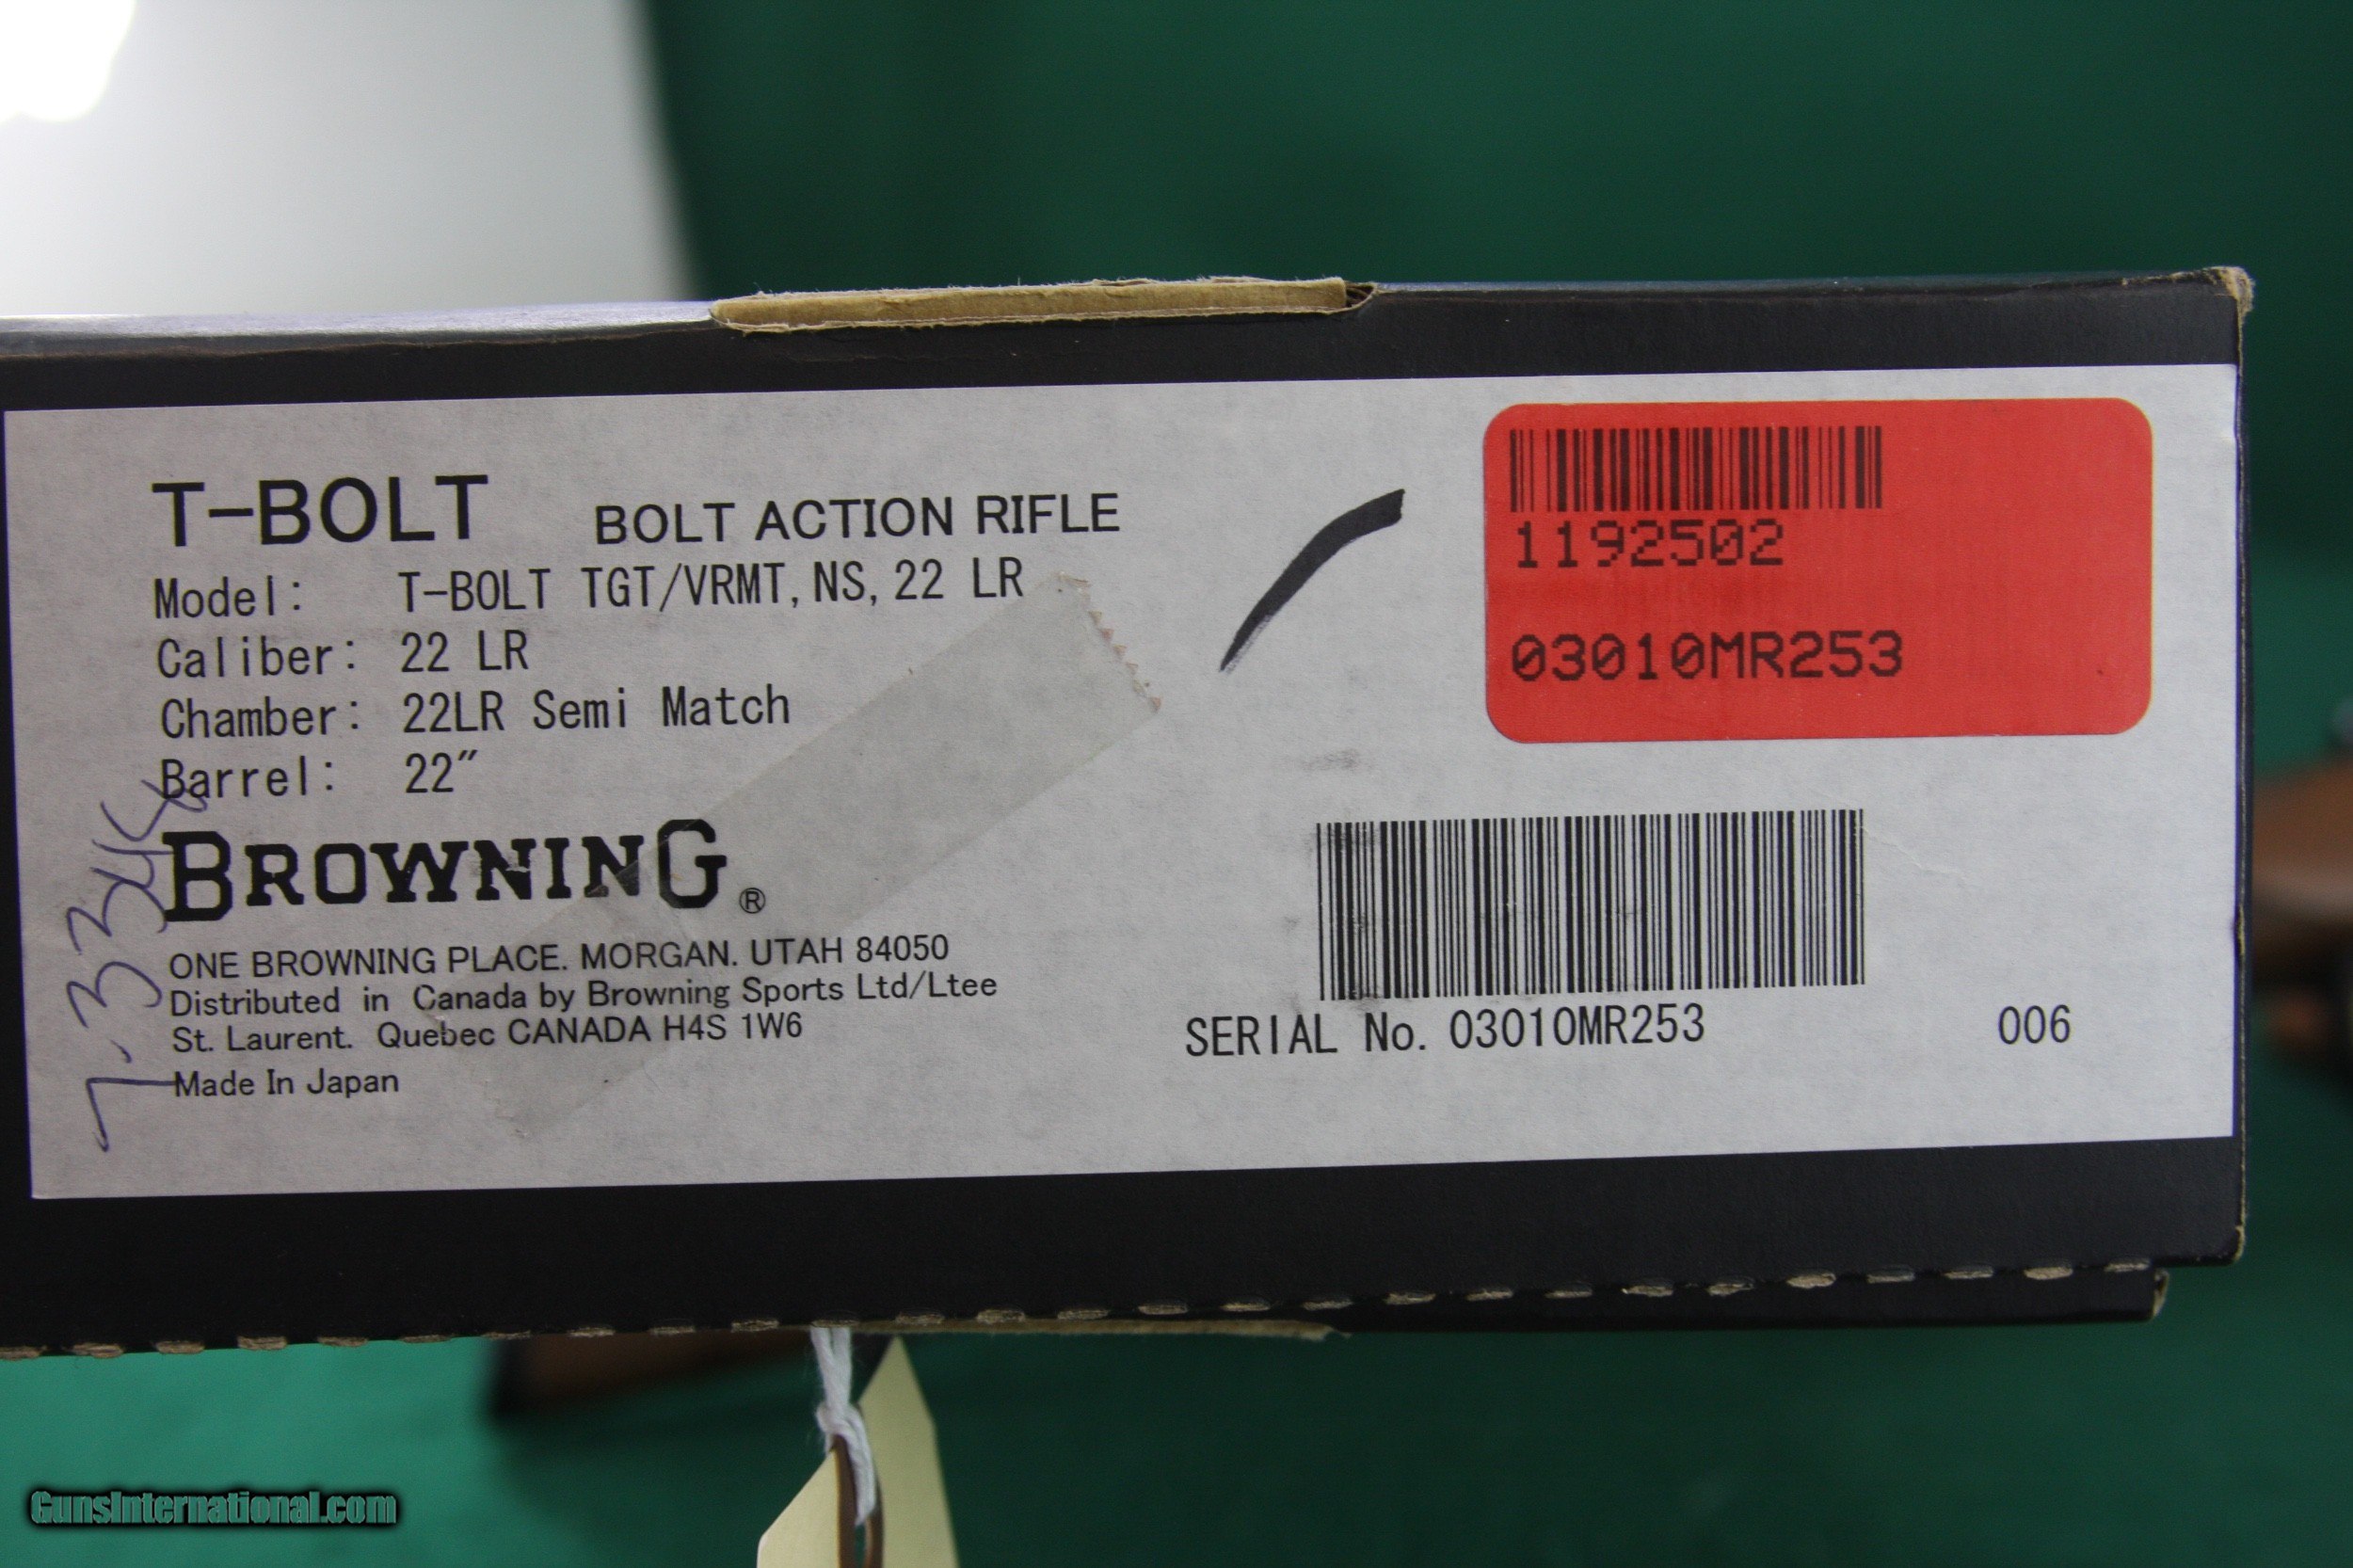 T-BOLT BOLT ACTION RIFLE
Model: T-BOLT TGT/VRMT, NS, 22 LR
Caliber: 22 LR
Chamber: 22LR Semi Match
Barrel: 22"
BROWNING®
ONE BROWNING PLACE. MORGAN. UTAH 84050
Distributed in Canada by Browning Sports Ltd/Ltee
St. Laurent. Quebec CANADA H4S 1W6
Made In Japan
1192502
03010MR253
SERIAL No. 03010MR253 006
GunsInternational.com